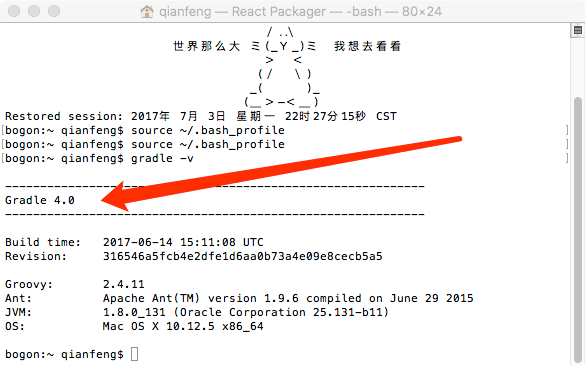 qianfeng — React Packager — -bash — 80×24
/ . .\
世界那么大 ミ(_Y_)ミ 我想去看看
> <
( / \ )
_( )_
(__ > — < __ )
Restored session: 2017年 7月 3日 星期一 22时27分15秒 CST
[bogon:~ qianfeng$ source ~/.bash_profile ]
[bogon:~ qianfeng$ source ~/.bash_profile ]
[bogon:~ qianfeng$ gradle -v ]
------------------------------------------------------------
Gradle 4.0
------------------------------------------------------------
Build time: 2017-06-14 15:11:08 UTC
Revision: 316546a5fcb4e2dfe1d6aa0b73a4e09e8cecb5a5
Groovy: 2.4.11
Ant: Apache Ant(TM) version 1.9.6 compiled on June 29 2015
JVM: 1.8.0_131 (Oracle Corporation 25.131-b11)
OS: Mac OS X 10.12.5 x86_64
bogon:~ qianfeng$